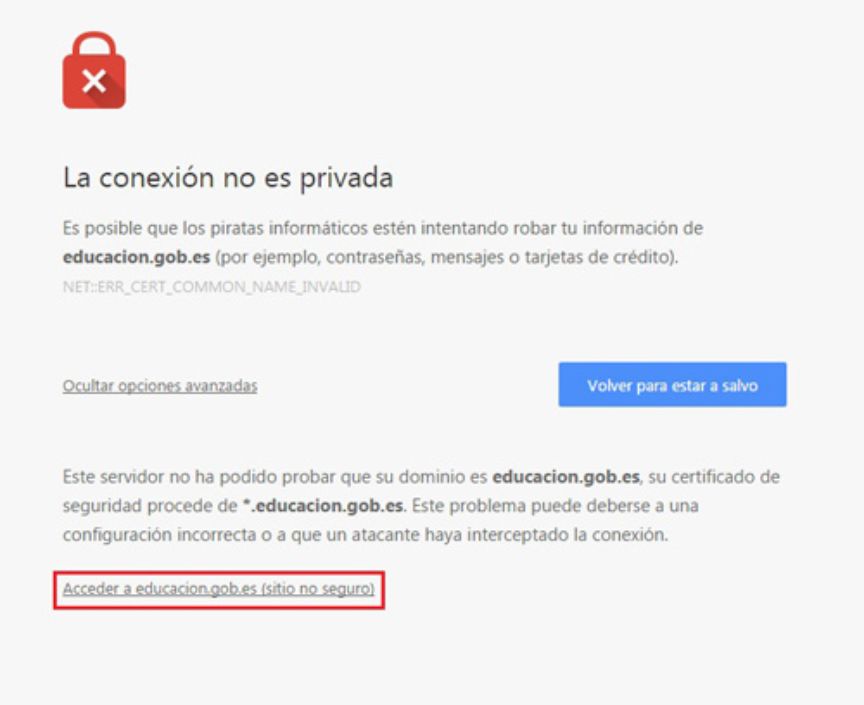 La conexión no es privada
Es posible que los piratas informáticos estén intentando robar tu información de
educacion.gob.es (por ejemplo, contraseñas, mensajes o tarjetas de crédito).
NET::ERR_CERT_COMMON_NAME_INVALID
Ocultar opciones avanzadas
Volver para estar a salvo
Este servidor no ha podido probar que su dominio es educacion.gob.es, su certificado de
seguridad procede de *.educacion.gob.es. Este problema puede deberse a una
configuración incorrecta o a que un atacante haya interceptado la conexión.
Acceder a educacion.gob.es (sitio no seguro)